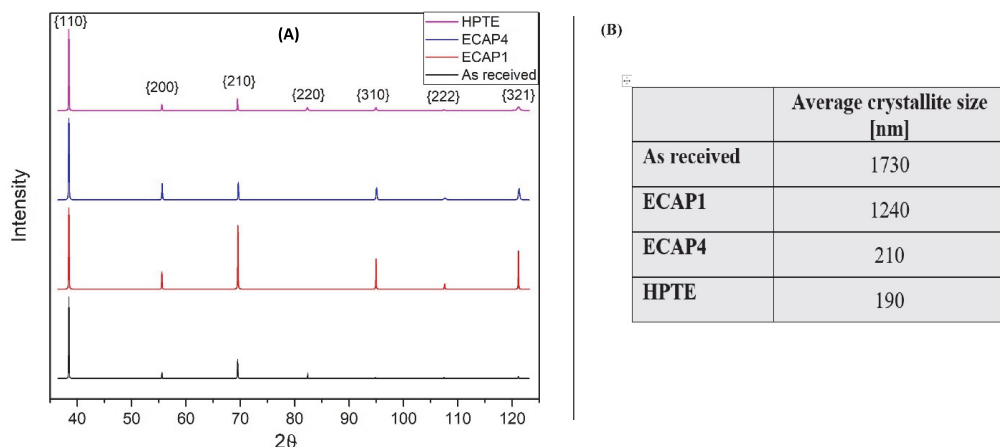 (A)
HPTE
ECAP4
ECAP1
As received
{110}
{200}
{210}
{220}
{310}
{222}
{321}
Intensity
40 50 60 70 80 90 100 110 120
2θ
(B)
Average crystallite size
[nm]
As received 1730
ECAP1 1240
ECAP4 210
HPTE 190